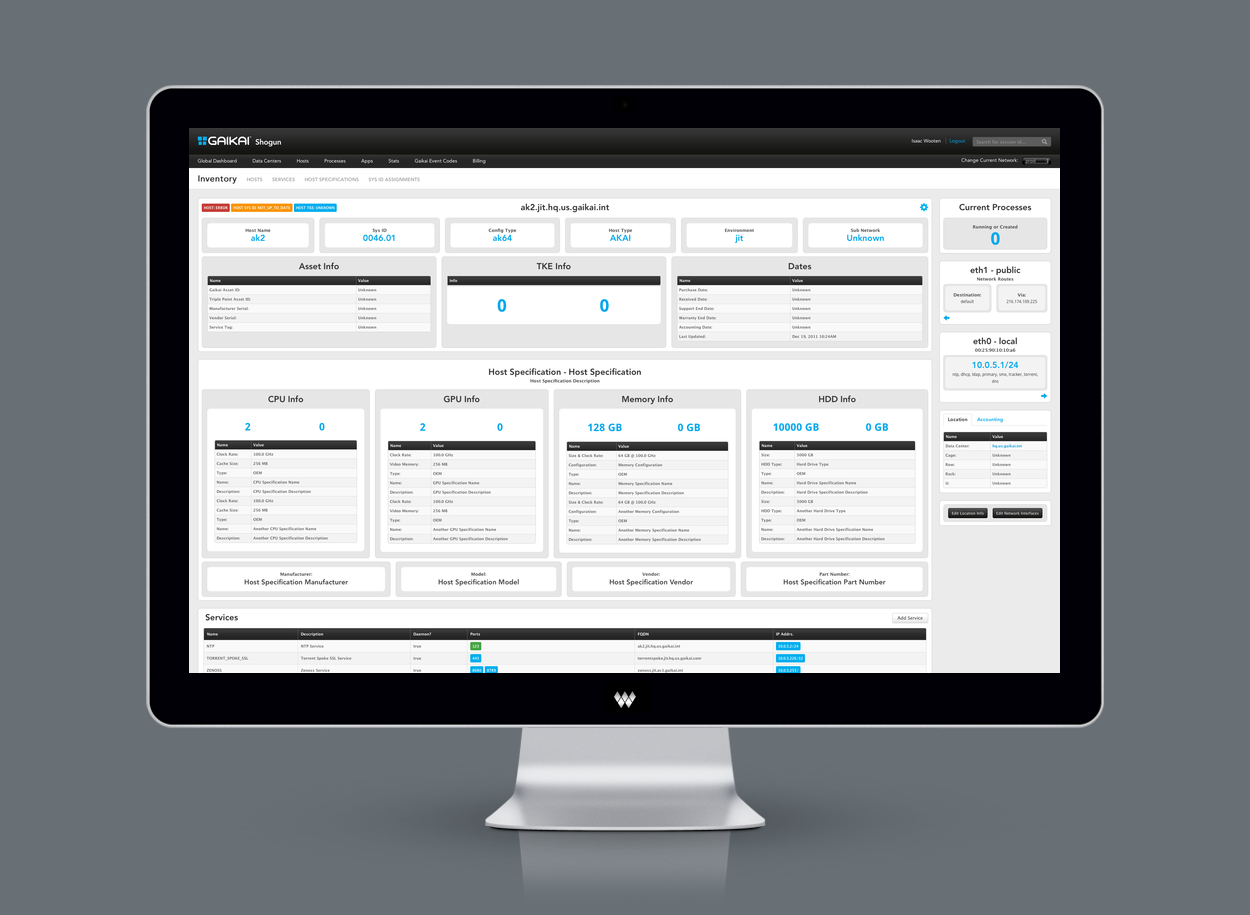 GAIKAI Shogun
Isaac Wooten Logout
Global Dashboard Data Centers Hosts Processes Apps Stats Gaikai Event Codes Billing
Change Current Network:
Inventory HOSTS SERVICES HOST SPECIFICATIONS SYS ID ASSIGNMENTS
HOST: ERROR HOST SYS ID: NOT_UP_TO_DATE HOST TKE: UNKNOWN
ak2.jit.hq.us.gaikai.int
Host Name
ak2
Sys ID
0046.01
Config Type
ak64
Host Type
AKAI
Environment
jit
Sub Network
Unknown
Asset Info
Name Value
Gaikai Asset ID: Unknown
Triple Point Asset ID: Unknown
Manufacturer Serial: Unknown
Vendor Serial: Unknown
Service Tag: Unknown
TKE Info
Info
0 0
Dates
Name Value
Purchase Date: Unknown
Received Date: Unknown
Support End Date: Unknown
Warranty End Date: Unknown
Accounting Date: Unknown
Last Updated: Dec 19, 2011 10:24AM
Host Specification - Host Specification
Host Specification Description
CPU Info
2 0
Name Value
Clock Rate: 100.0 GHz
Cache Size: 256 MB
Type: OEM
Name: CPU Specification Name
Description: CPU Specification Description
Clock Rate: 100.0 GHz
Cache Size: 256 MB
Type: OEM
Name: Another CPU Specification Name
Description: Another CPU Specification Description
GPU Info
2 0
Name Value
Clock Rate: 100.0 GHz
Video Memory: 256 MB
Type: OEM
Name: GPU Specification Name
Description: GPU Specification Description
Clock Rate: 100.0 GHz
Video Memory: 256 MB
Type: OEM
Name: Another GPU Specification Name
Description: Another GPU Specification Description
Memory Info
128 GB 0 GB
Name Value
Size & Clock Rate: 64 GB @ 100.0 GHz
Configuration: Memory Configuration
Type: OEM
Name: Memory Specification Name
Description: Memory Specification Description
Size & Clock Rate: 64 GB @ 100.0 GHz
Configuration: Another Memory Configuration
Type: OEM
Name: Another Memory Specification Name
Description: Another Memory Specification Description
HDD Info
10000 GB 0 GB
Name Value
Size: 5000 GB
HDD Type: Hard Drive Type
Type: OEM
Name: Hard Drive Specification Name
Description: Hard Drive Specification Description
Size: 5000 GB
HDD Type: Another Hard Drive Type
Type: OEM
Name: Another Hard Drive Specification Name
Description: Another Hard Drive Specification Description
Manufacturer:
Host Specification Manufacturer
Model:
Host Specification Model
Vendor:
Host Specification Vendor
Part Number:
Host Specification Part Number
Services
Add Service
Name Description Daemon? Ports FQDN IP Addrs.
NTP NTP Service true 123 ak2.jit.hq.us.gaikai.int
TORRENT_SPOKE_SSL Torrent Spoke SSL Service true 443 torrentspoke.jit.hq.us.gaikai.com
ZENOSS Zenoss Service true
Current Processes
Running or Created
0
eth1 - public
Network Routes
Destination:
default
Via:
eth0 - local
00:25:90:10:10:a6
10.0.5.1/24
ntp, dhcp, ldap, primary, smo, tracker, torrent,
dns
Location Accounting
Name Value
Data Center: hq.us.gaikai.int
Cage: Unknown
Row: Unknown
Rack: Unknown
U: Unknown
Edit Location Info Edit Network Interfaces